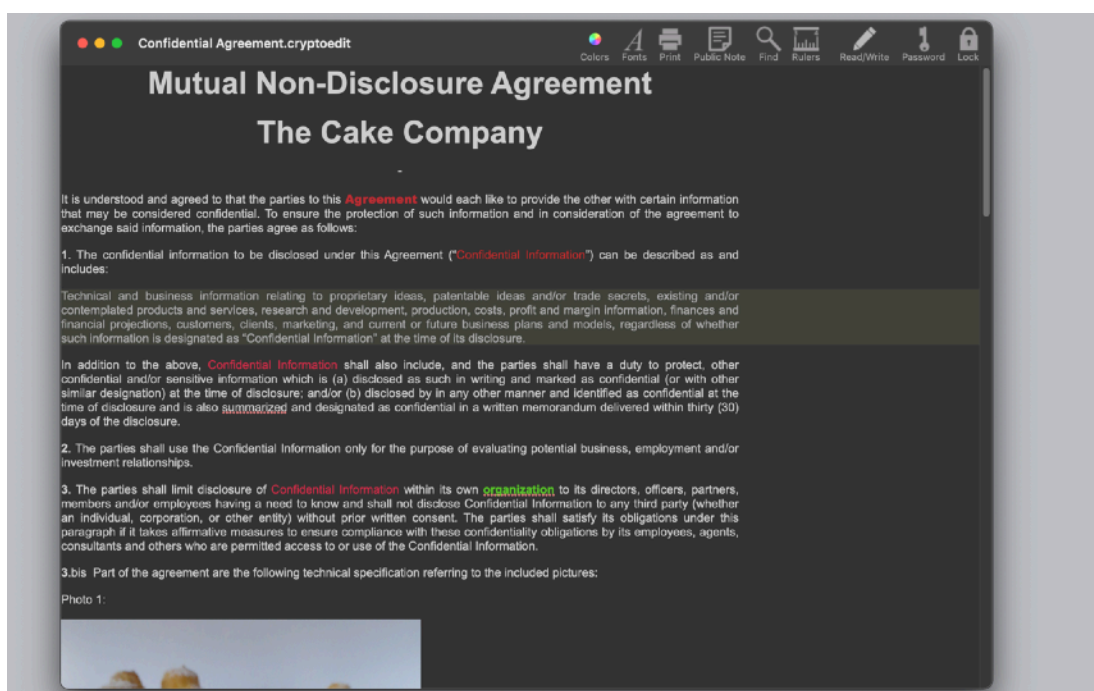 Confidential Agreement.cryptoedit
Colors Fonts Print Public Note Find Rulers Read/Write Password Lock
Mutual Non-Disclosure Agreement
The Cake Company
-
It is understood and agreed to that the parties to this Agreement would each like to provide the other with certain information
that may be considered confidential. To ensure the protection of such information and in consideration of the agreement to
exchange said information, the parties agree as follows:
1. The confidential information to be disclosed under this Agreement ("Confidential Information") can be described as and
includes:
Technical and business information relating to proprietary ideas, patentable ideas and/or trade secrets, existing and/or
contemplated products and services, research and development, production, costs, profit and margin information, finances and
financial projections, customers, clients, marketing, and current or future business plans and models, regardless of whether
such information is designated as "Confidential Information" at the time of its disclosure.
In addition to the above, Confidential Information shall also include, and the parties shall have a duty to protect, other
confidential and/or sensitive information which is (a) disclosed as such in writing and marked as confidential (or with other
similar designation) at the time of disclosure; and/or (b) disclosed by in any other manner and identified as confidential at the
time of disclosure and is also summarized and designated as confidential in a written memorandum delivered within thirty (30)
days of the disclosure.
2. The parties shall use the Confidential Information only for the purpose of evaluating potential business, employment and/or
investment relationships.
3. The parties shall limit disclosure of Confidential Information within its own organization to its directors, officers, partners,
members and/or employees having a need to know and shall not disclose Confidential Information to any third party (whether
an individual, corporation, or other entity) without prior written consent. The parties shall satisfy its obligations under this
paragraph if it takes affirmative measures to ensure compliance with these confidentiality obligations by its employees, agents,
consultants and others who are permitted access to or use of the Confidential Information.
3.bis Part of the agreement are the following technical specification referring to the included pictures:
Photo 1: